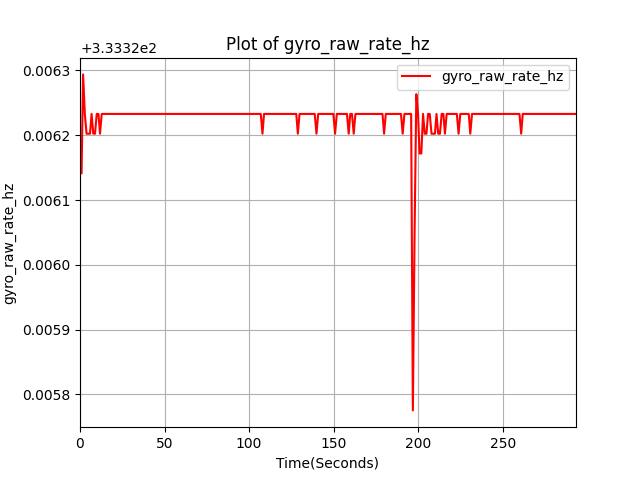 Plot of gyro_raw_rate_hz
+3.3332e2
gyro_raw_rate_hz
0.0063
0.0062
0.0061
0.0060
0.0059
0.0058
gyro_raw_rate_hz
0 50 100 150 200 250
Time(Seconds)